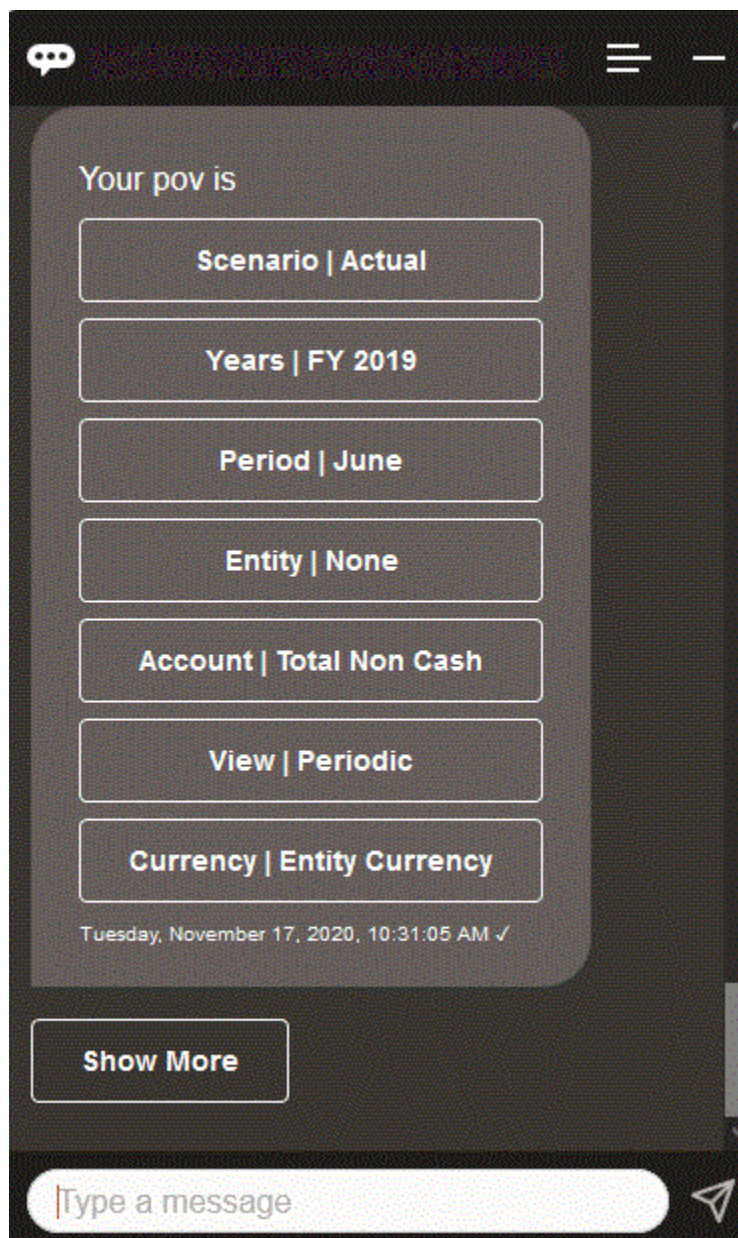 Your pov is
Scenario | Actual
Years | FY 2019
Period | June
Entity | None
Account | Total Non Cash
View | Periodic
Currency | Entity Currency
Tuesday, November 17, 2020, 10:31:05 AM ✓
Show More
Type a message